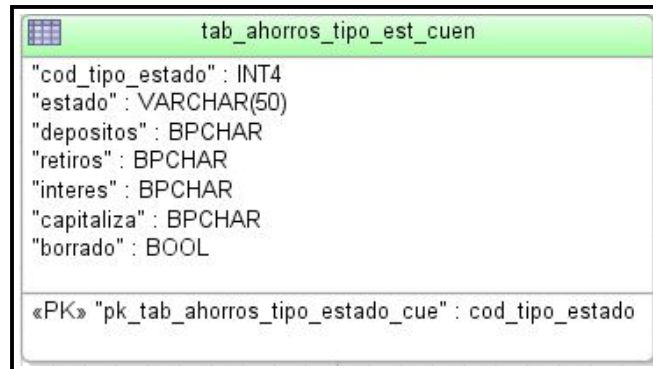 tab_ahorros_tipo_est_cuen
"cod_tipo_estado" : INT4
"estado" : VARCHAR(50)
"depositos" : BPCHAR
"retiros" : BPCHAR
"interes" : BPCHAR
"capitaliza" : BPCHAR
"borrado" : BOOL
«PK» "pk_tab_ahorros_tipo_estado_cue" : cod_tipo_estado